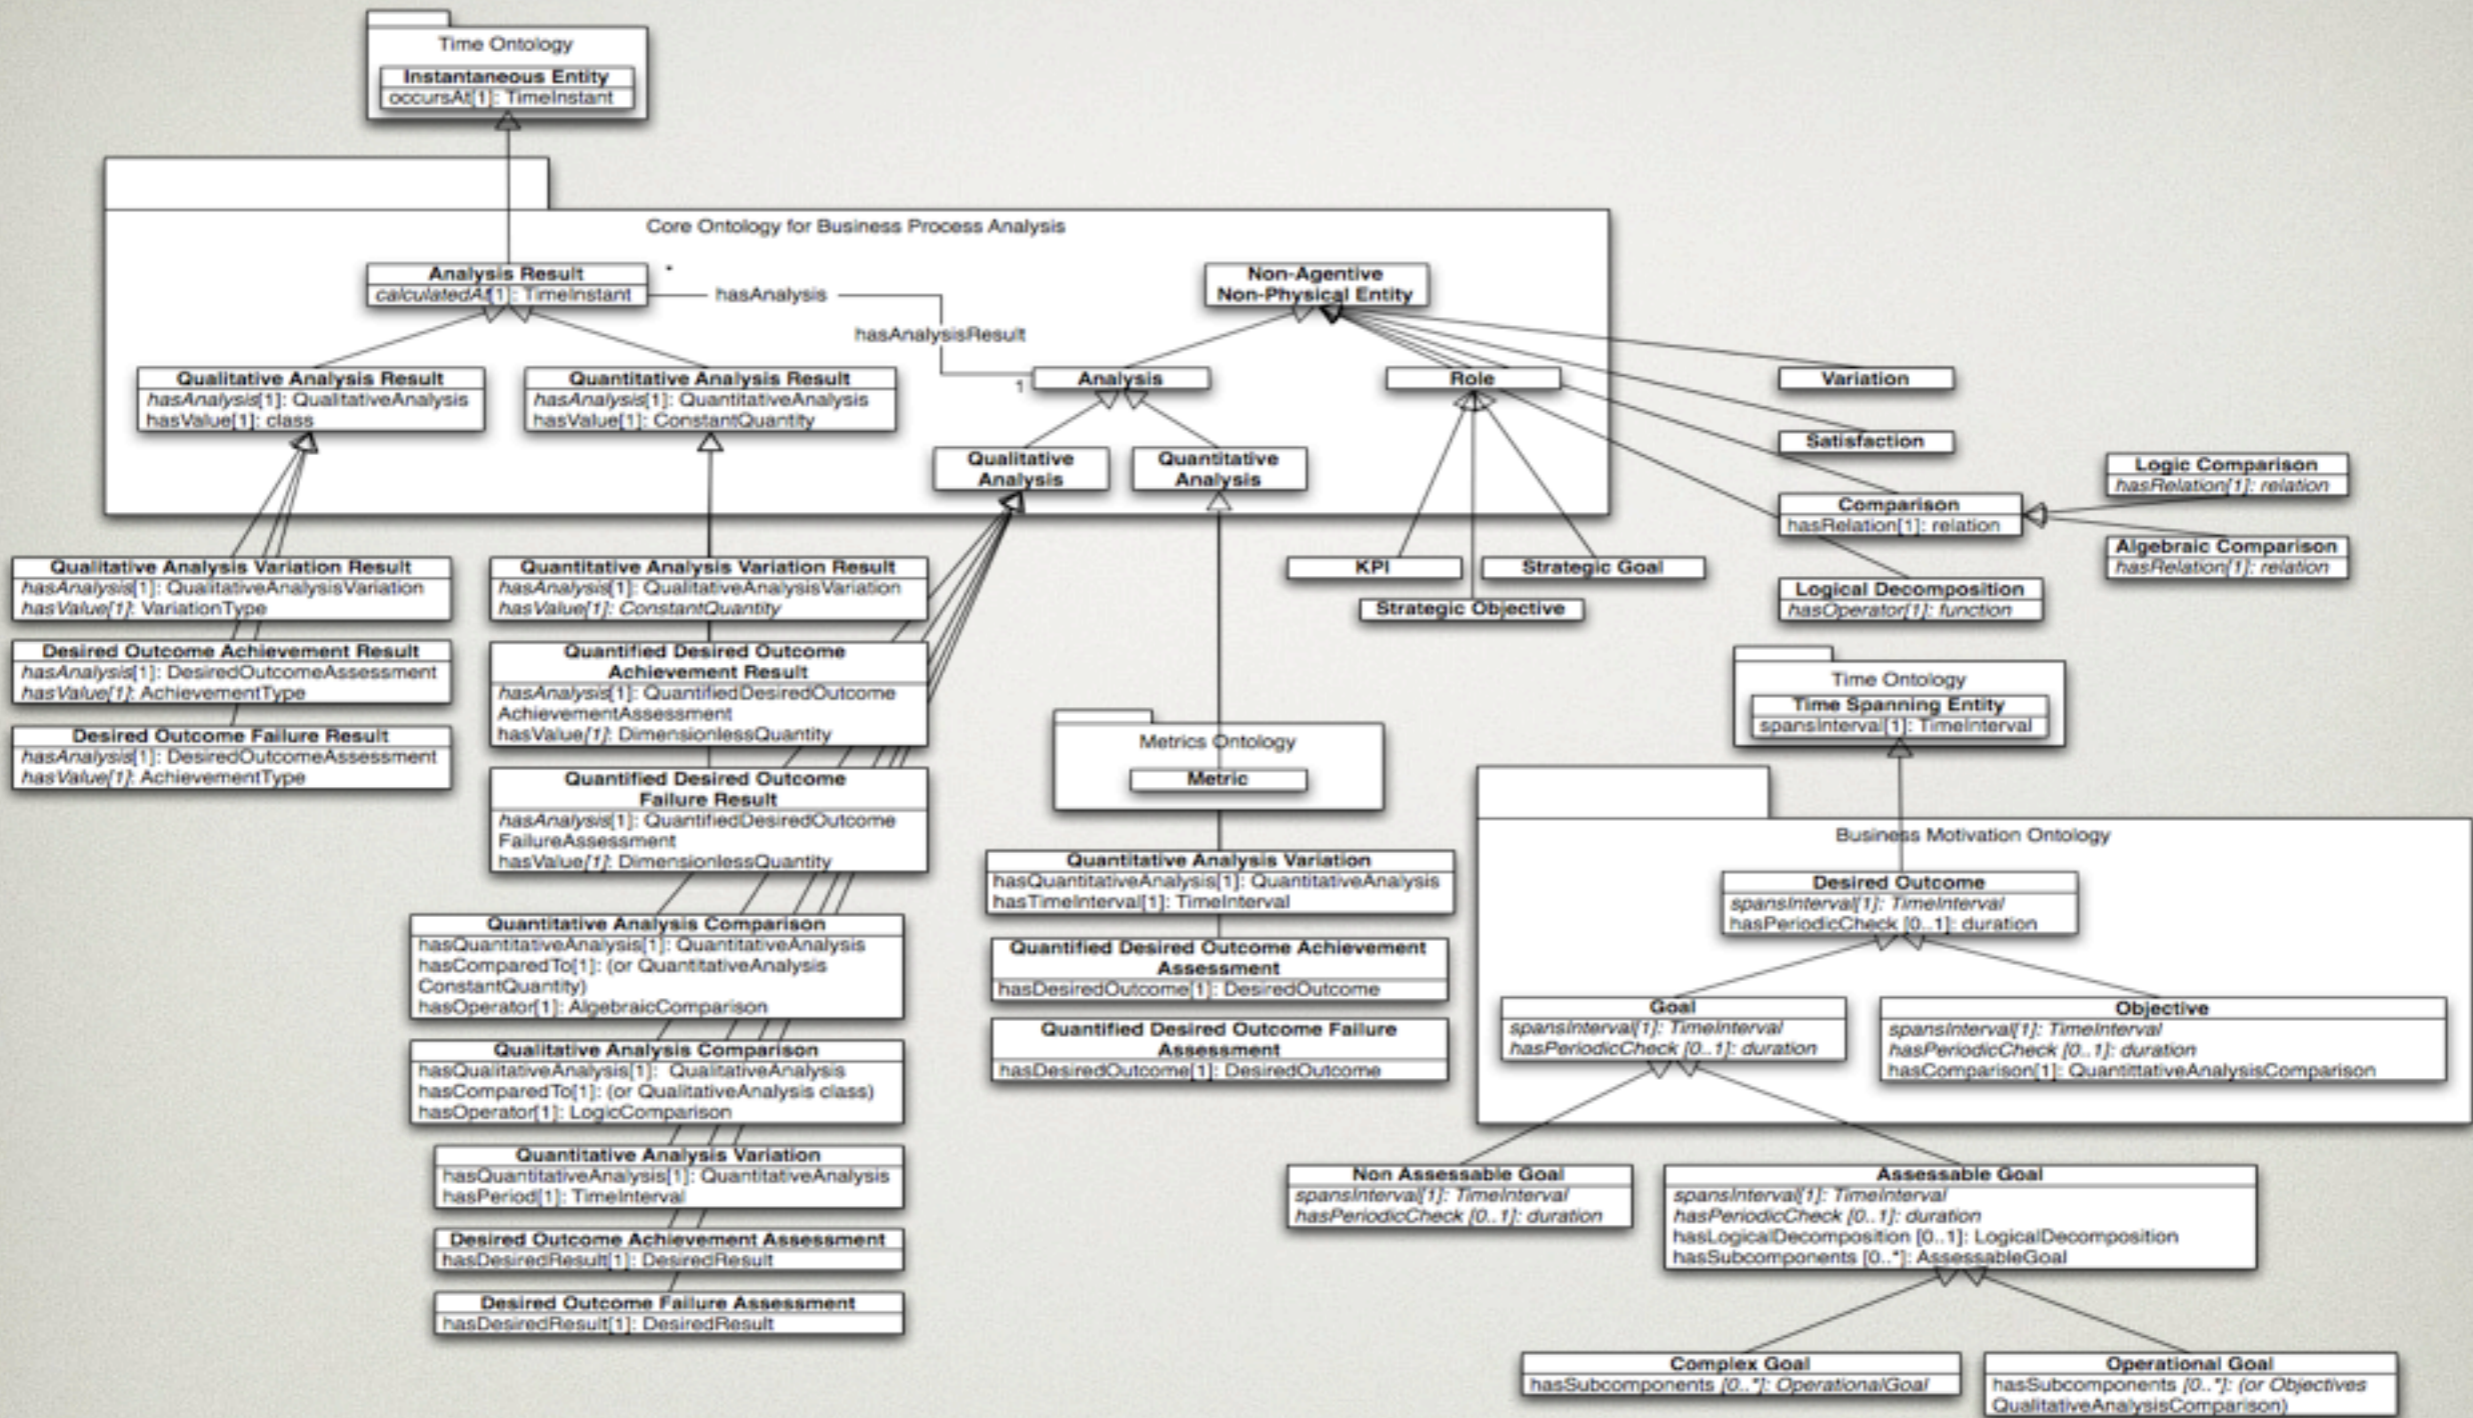 Time Ontology
Instantaneous Entity
occursAt[1]: TimeInstant
Core Ontology for Business Process Analysis
Analysis Result
calculatedAt[1]: TimeInstant
*
hasAnalysis
hasAnalysisResult
1
Non-Agentive
Non-Physical Entity
Qualitative Analysis Result
hasAnalysis[1]: QualitativeAnalysis
hasValue[1]: class
Quantitative Analysis Result
hasAnalysis[1]: QuantitativeAnalysis
hasValue[1]: ConstantQuantity
Analysis
Role
Variation
Satisfaction
Qualitative
Analysis
Quantitative
Analysis
Comparison
hasRelation[1]: relation
Logic Comparison
hasRelation[1]: relation
Algebraic Comparison
hasRelation[1]: relation
Logical Decomposition
hasOperator[1]: function
KPI
Strategic Goal
Strategic Objective
Qualitative Analysis Variation Result
hasAnalysis[1]: QualitativeAnalysisVariation
hasValue[1]: VariationType
Desired Outcome Achievement Result
hasAnalysis[1]: DesiredOutcomeAssessment
hasValue[1]: AchievementType
Desired Outcome Failure Result
hasAnalysis[1]: DesiredOutcomeAssessment
hasValue[1]: AchievementType
Quantitative Analysis Variation Result
hasAnalysis[1]: QualitativeAnalysisVariation
hasValue[1]: ConstantQuantity
Quantified Desired Outcome
Achievement Result
hasAnalysis[1]: QuantifiedDesiredOutcome
AchievementAssessment
hasValue[1]: DimensionlessQuantity
Quantified Desired Outcome
Failure Result
hasAnalysis[1]: QuantifiedDesiredOutcome
FailureAssessment
hasValue[1]: DimensionlessQuantity
Quantitative Analysis Comparison
hasQuantitativeAnalysis[1]: QuantitativeAnalysis
hasComparedTo[1]: (or QuantitativeAnalysis
ConstantQuantity)
hasOperator[1]: AlgebraicComparison
Qualitative Analysis Comparison
hasQualitativeAnalysis[1]: QualitativeAnalysis
hasComparedTo[1]: (or QualitativeAnalysis class)
hasOperator[1]: LogicComparison
Quantitative Analysis Variation
hasQuantitativeAnalysis[1]: QuantitativeAnalysis
hasPeriod[1]: TimeInterval
Desired Outcome Achievement Assessment
hasDesiredResult[1]: DesiredResult
Desired Outcome Failure Assessment
hasDesiredResult[1]: DesiredResult
Metrics Ontology
Metric
Quantitative Analysis Variation
hasQuantitativeAnalysis[1]: QuantitativeAnalysis
hasTimeInterval[1]: TimeInterval
Quantified Desired Outcome Achievement
Assessment
hasDesiredOutcome[1]: DesiredOutcome
Quantified Desired Outcome Failure
Assessment
hasDesiredOutcome[1]: DesiredOutcome
Time Ontology
Time Spanning Entity
spansInterval[1]: TimeInterval
Business Motivation Ontology
Desired Outcome
spansInterval[1]: TimeInterval
hasPeriodicCheck [0..1]: duration
Goal
spansInterval[1]: TimeInterval
hasPeriodicCheck [0..1]: duration
Objective
spansInterval[1]: TimeInterval
hasPeriodicCheck [0..1]: duration
hasComparison[1]: QuantittativeAnalysisComparison
Non Assessable Goal
spansInterval[1]: TimeInterval
hasPeriodicCheck [0..1]: duration
Assessable Goal
spansInterval[1]: TimeInterval
hasPeriodicCheck [0..1]: duration
hasLogicalDecomposition [0..1]: LogicalDecomposition
hasSubcomponents [0..*]: AssessableGoal
Complex Goal
hasSubcomponents [0..*]: OperationalGoal
Operational Goal
hasSubcomponents [0..*]: (or Objectives
QualitativeAnalysisComparison)